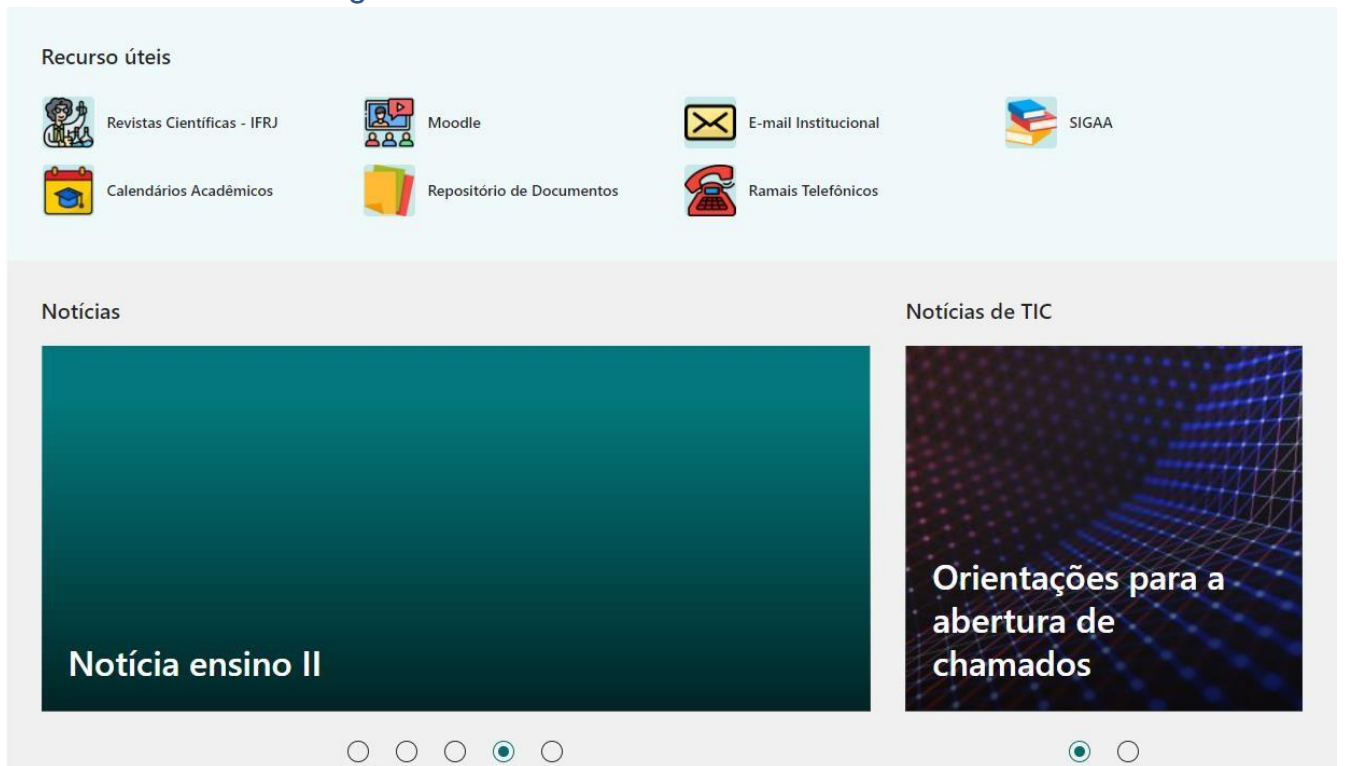 Recurso úteis
Revistas Científicas - IFRJ
Moodle
E-mail Institucional
SIGAA
Calendários Acadêmicos
Repositório de Documentos
Ramais Telefônicos
Notícias
Notícias de TIC
Notícia ensino II
Orientações para a
abertura de
chamados